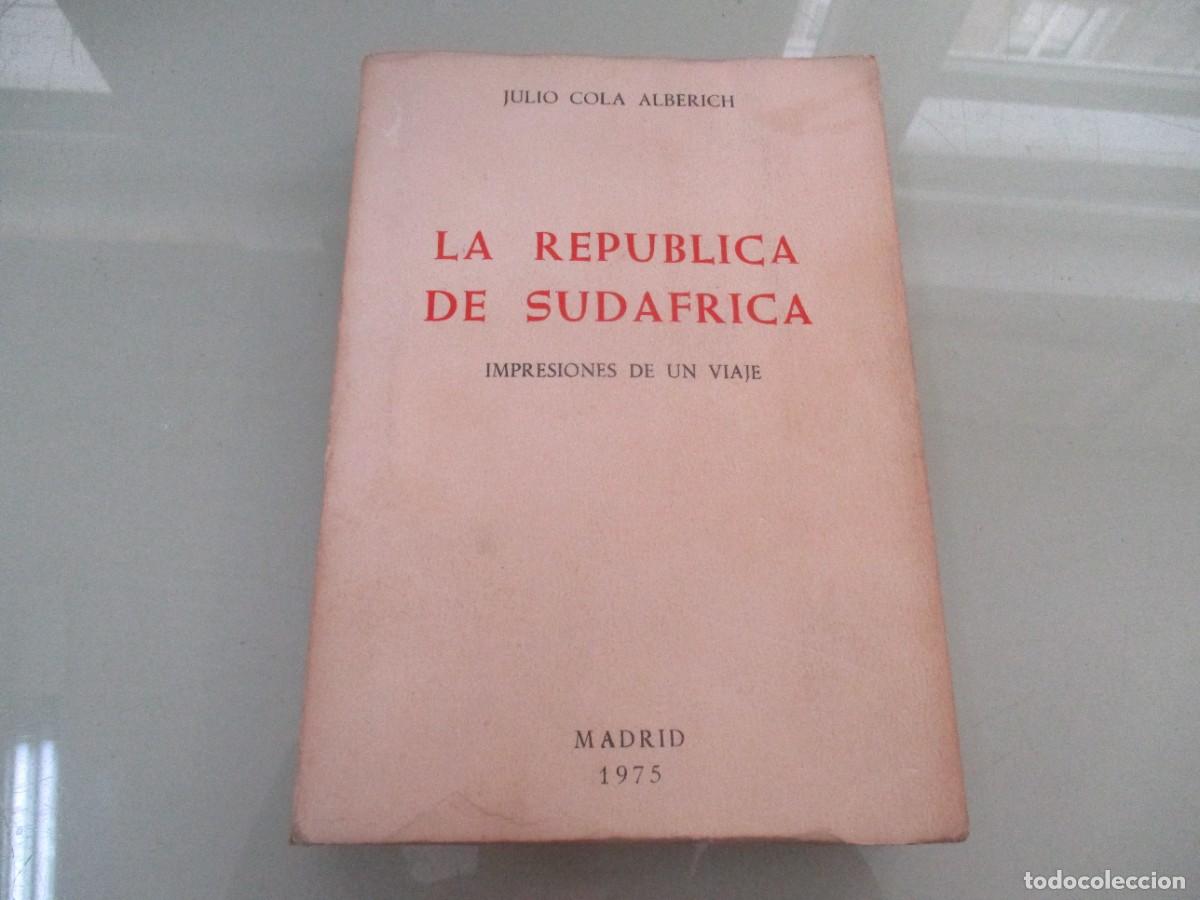 JULIO COLA ALBERICH
LA REPUBLICA
DE SUDAFRICA
IMPRESIONES DE UN VIAJE
MADRID
1975
todocoleccion